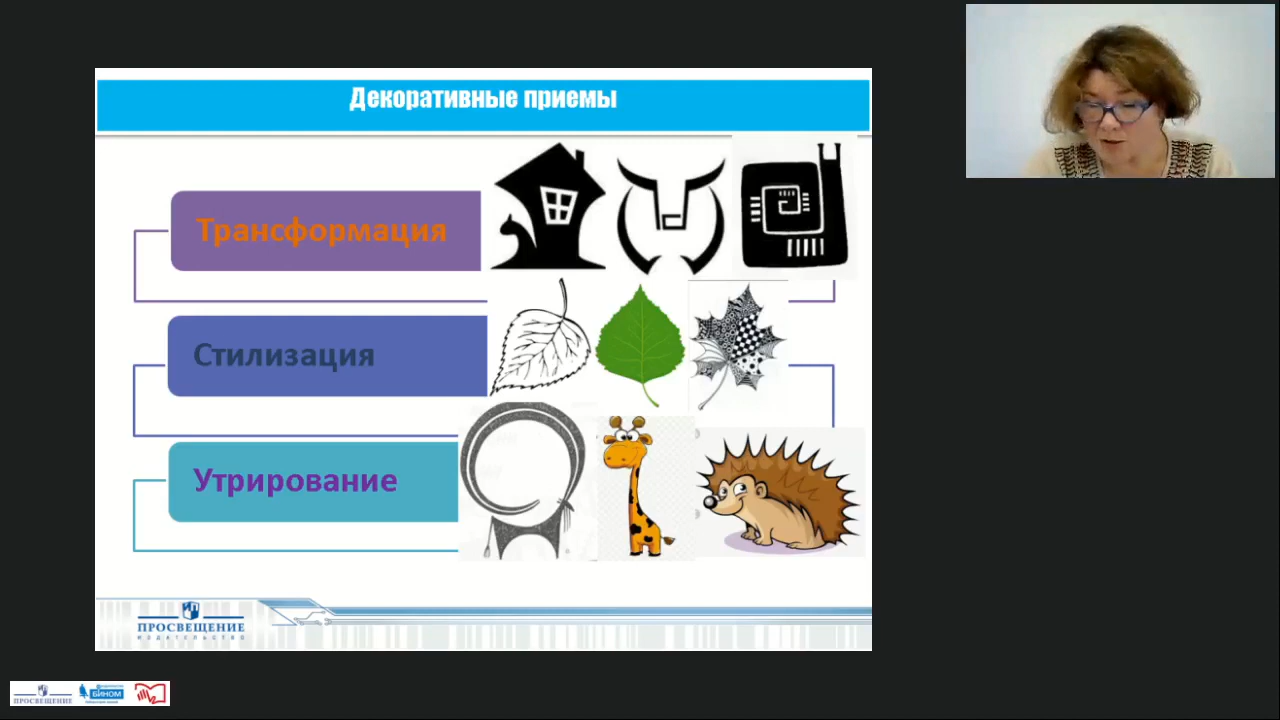 Декоративные приемы
Трансформация
Стилизация
Утрирование
ПРОСВЕЩЕНИЕ
ИЗДАТЕЛЬСТВО
ПРОСВЕЩЕНИЕ
БИНОМ